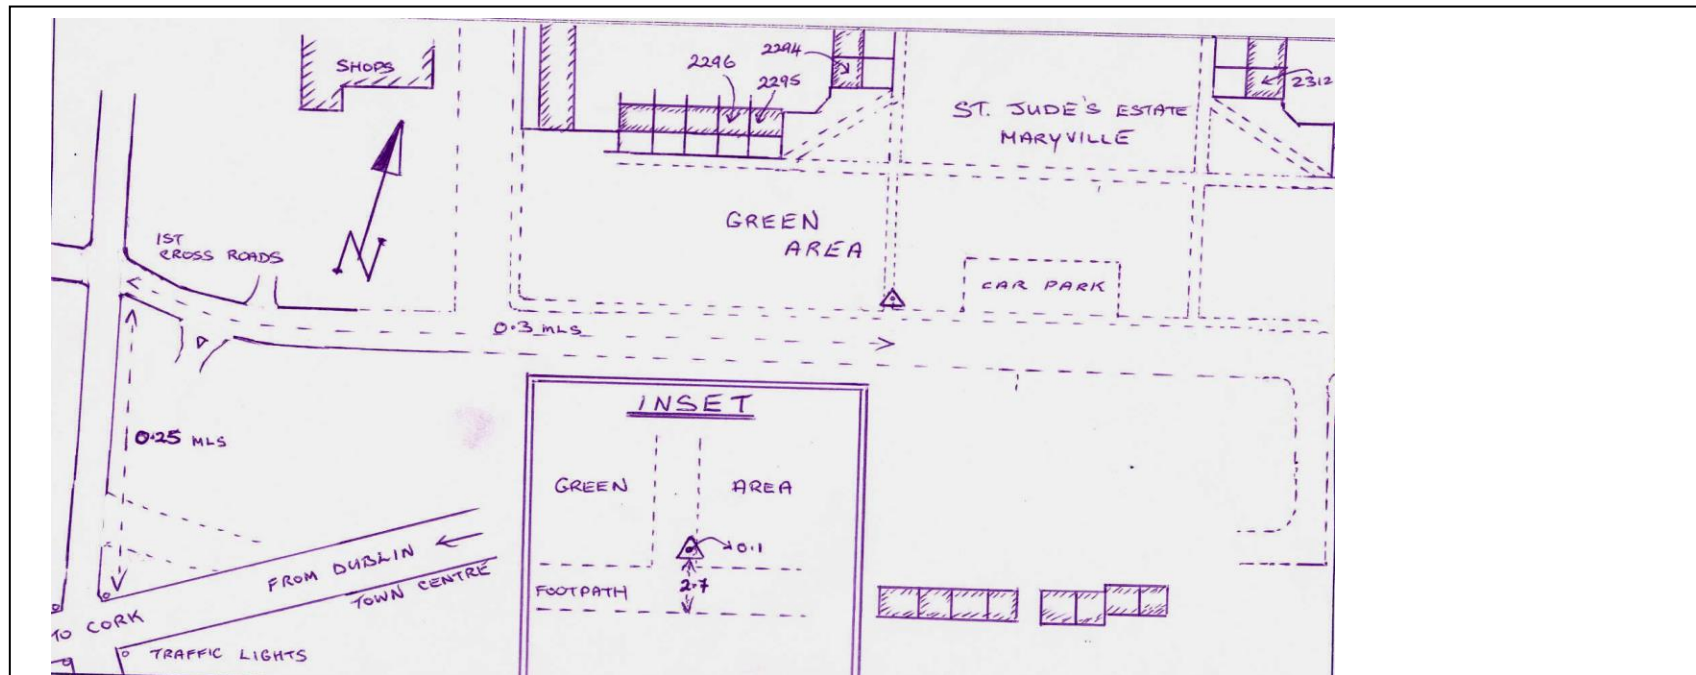 SHOPS
2296
2295
2294
2312
ST. JUDE'S ESTATE
MARYVILLE
N
GREEN
AREA
1ST
CROSS ROADS
CAR PARK
0.3 MLS
0.25 MLS
INSET
GREEN AREA
0.1
FOOTPATH
2.7
FROM DUBLIN
TOWN CENTRE
TO CORK
TRAFFIC LIGHTS